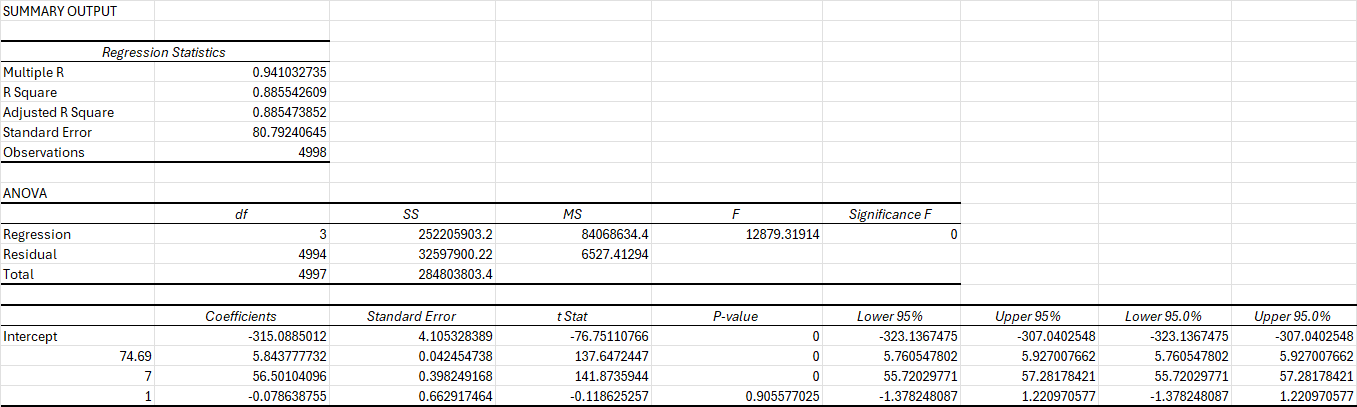 SUMMARY OUTPUT
Regression Statistics
Multiple R 0.941032735
R Square 0.885542609
Adjusted R Square 0.885473852
Standard Error 80.79240645
Observations 4998
ANOVA
df SS MS F Significance F
Regression 3 252205903.2 84068634.4 12879.31914 0
Residual 4994 32597900.22 6527.41294
Total 4997 284803803.4
Coefficients Standard Error t Stat P-value Lower 95% Upper 95% Lower 95.0% Upper 95.0%
Intercept -315.0885012 4.105328389 -76.75110766 0 -323.1367475 -307.0402548 -323.1367475 -307.0402548
74.69 5.843777732 0.042454738 137.6472447 0 5.760547802 5.927007662 5.760547802 5.927007662
7 56.50104096 0.398249168 141.8735944 0 55.72029771 57.28178421 55.72029771 57.28178421
1 -0.078638755 0.662917464 -0.118625257 0.905577025 -1.378248087 1.220970577 -1.378248087 1.220970577